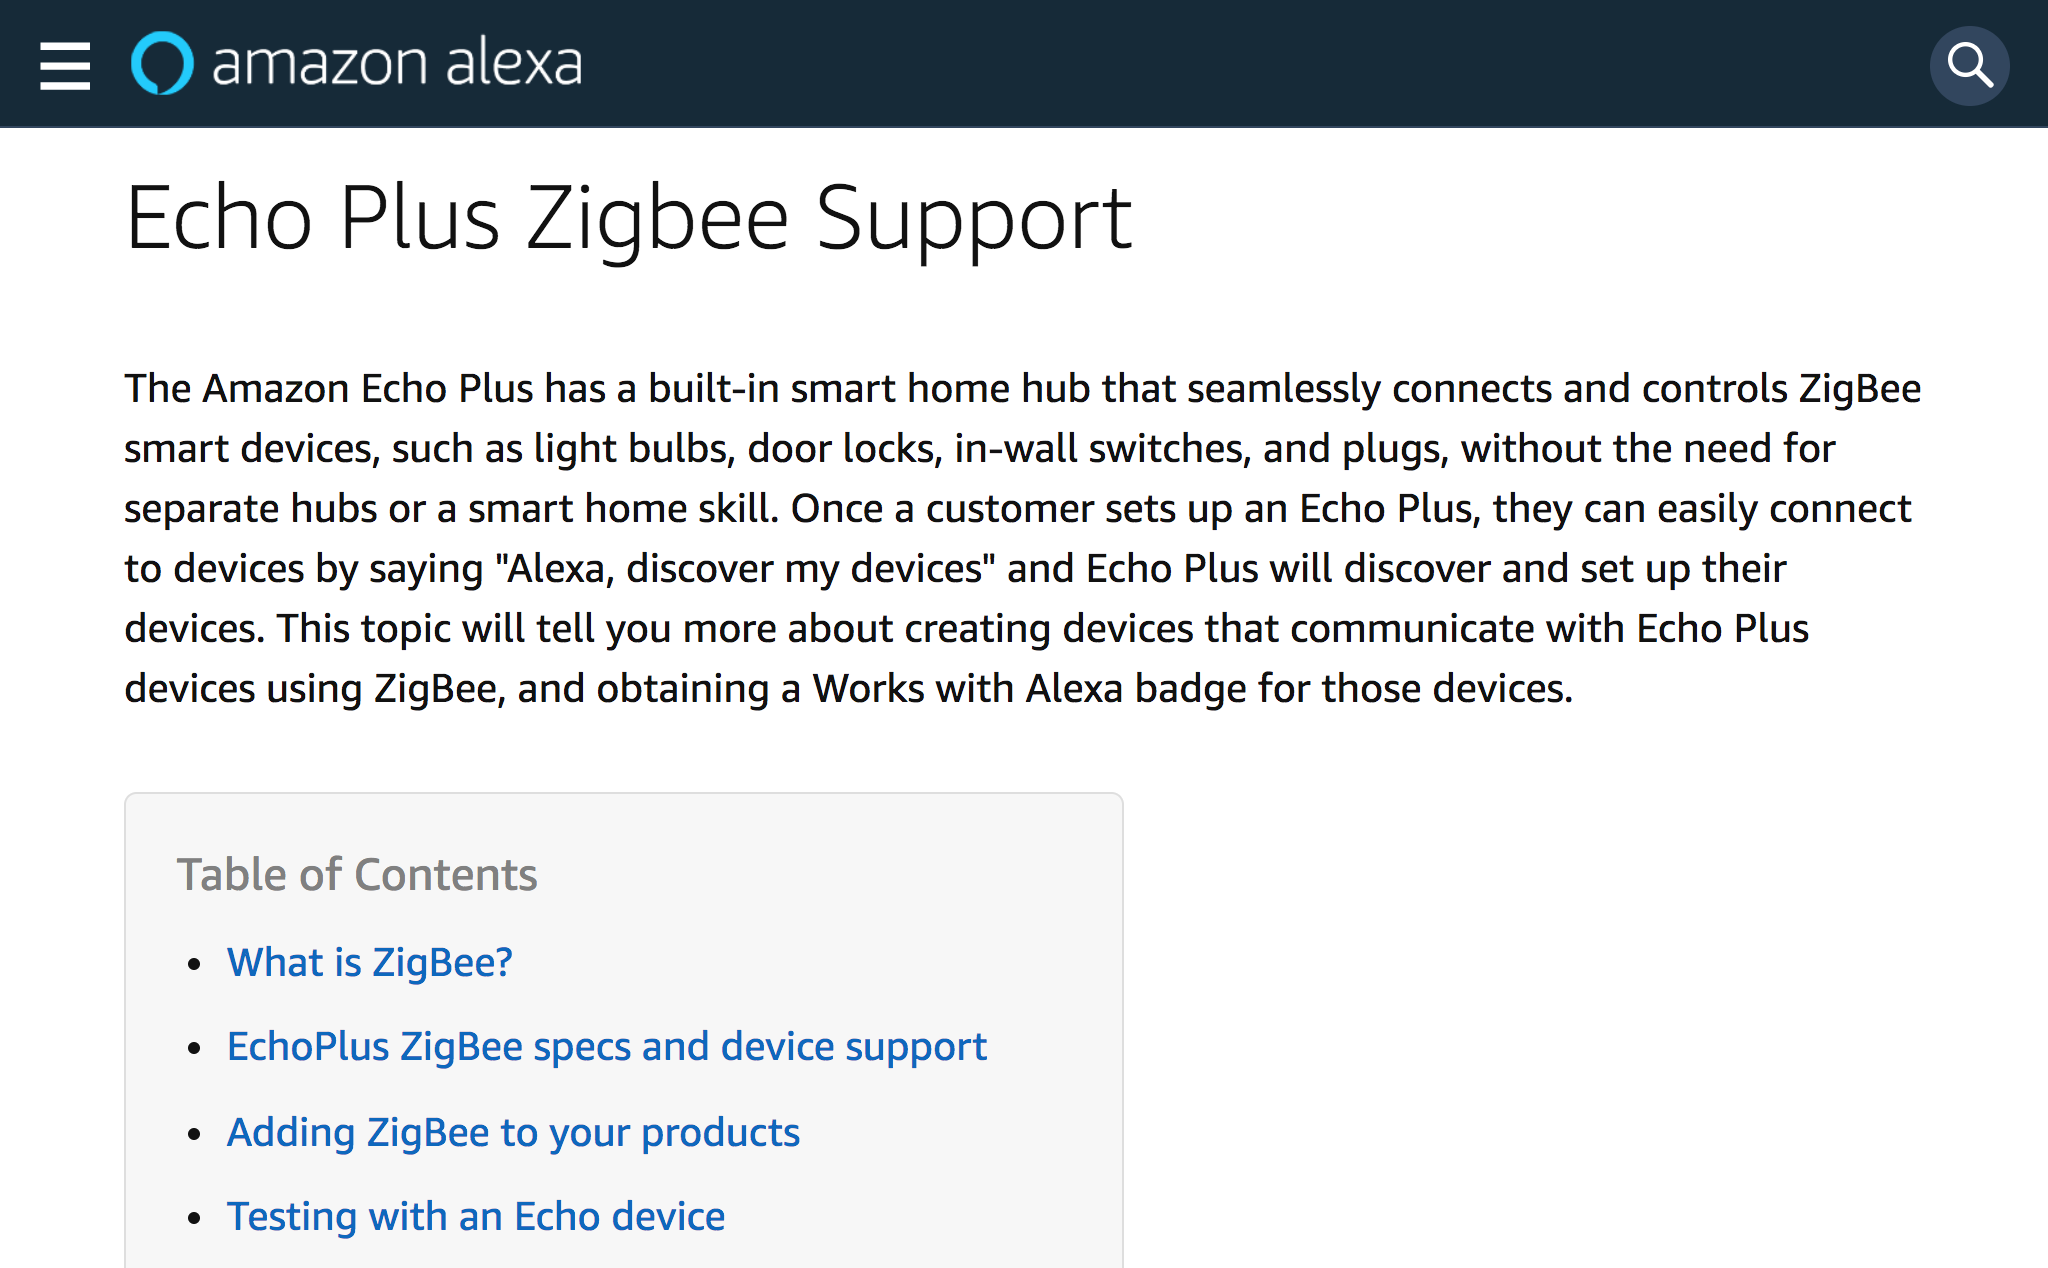 amazon alexa
Echo Plus Zigbee Support
The Amazon Echo Plus has a built-in smart home hub that seamlessly connects and controls ZigBee
smart devices, such as light bulbs, door locks, in-wall switches, and plugs, without the need for
separate hubs or a smart home skill. Once a customer sets up an Echo Plus, they can easily connect
to devices by saying "Alexa, discover my devices" and Echo Plus will discover and set up their
devices. This topic will tell you more about creating devices that communicate with Echo Plus
devices using ZigBee, and obtaining a Works with Alexa badge for those devices.
Table of Contents
• What is ZigBee?
• EchoPlus ZigBee specs and device support
• Adding ZigBee to your products
• Testing with an Echo device